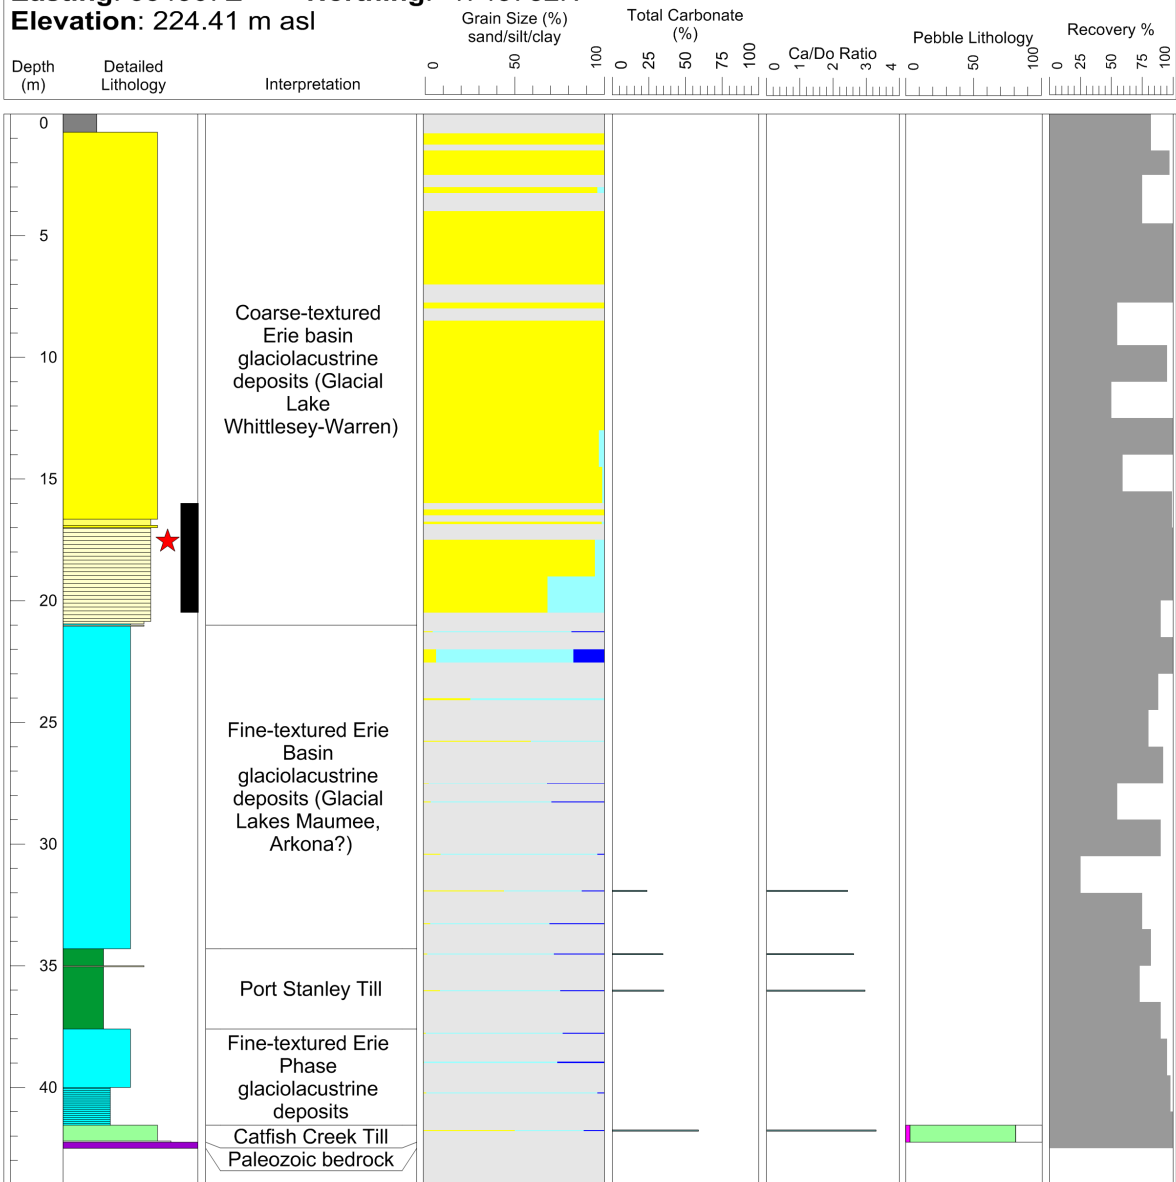 Elevation: 224.41 m asl
Grain Size (%)
sand/silt/clay
0 50 100
Total Carbonate
(%)
0 25 50 75 100
Ca/Do Ratio
0 1 2 3 4
Pebble Lithology
0 50 100
Recovery %
0 25 50 75 100
Depth
(m)
Detailed
Lithology
Interpretation
0
5
10
15
20
25
30
35
40
Coarse-textured
Erie basin
glaciolacustrine
deposits (Glacial
Lake
Whittlesey-Warren)
Fine-textured Erie
Basin
glaciolacustrine
deposits (Glacial
Lakes Maumee,
Arkona?)
Port Stanley Till
Fine-textured Erie
Phase
glaciolacustrine
deposits
Catfish Creek Till
Paleozoic bedrock